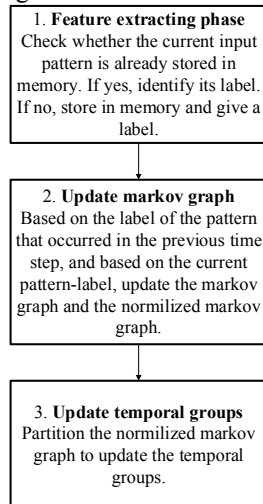 1. Feature extracting phase
Check whether the current input
pattern is already stored in
memory. If yes, identify its label.
If no, store in memory and give a
label.
2. Update markov graph
Based on the label of the pattern
that occurred in the previous time
step, and based on the current
pattern-label, update the markov
graph and the normilized markov
graph.
3. Update temporal groups
Partition the normilized markov
graph to update the temporal
groups.